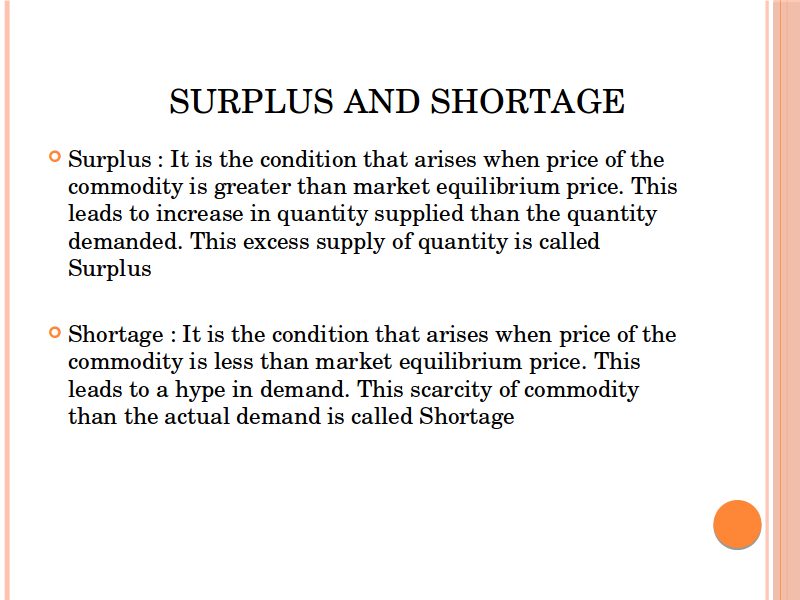 SURPLUS AND SHORTAGE
Surplus : It is the condition that arises when price of the
commodity is greater than market equilibrium price. This
leads to increase in quantity supplied than the quantity
demanded. This excess supply of quantity is called
Surplus
Shortage : It is the condition that arises when price of the
commodity is less than market equilibrium price. This
leads to a hype in demand. This scarcity of commodity
than the actual demand is called Shortage